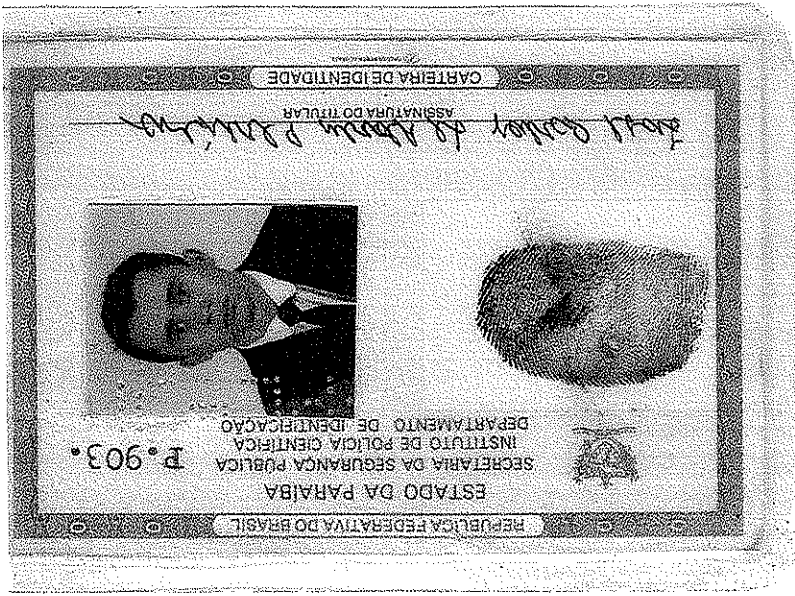 REPÚBLICA FEDERATIVA DO BRASIL
ESTADO DA PARAÍBA
SECRETARIA DA SEGURANÇA PÚBLICA
INSTITUTO DE POLÍCIA CIENTÍFICA
DEPARTAMENTO DE IDENTIFICAÇÃO
P.903.
ASSINATURA DO TITULAR
CARTEIRA DE IDENTIDADE